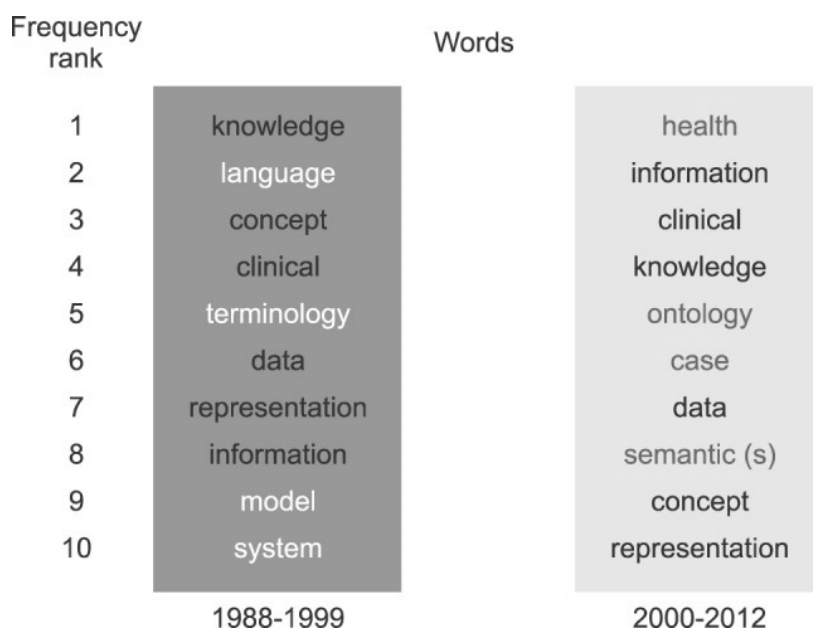 Frequency
rank
Words
1 knowledge health
2 language information
3 concept clinical
4 clinical knowledge
5 terminology ontology
6 data case
7 representation data
8 information semantic (s)
9 model concept
10 system representation
1988-1999 2000-2012